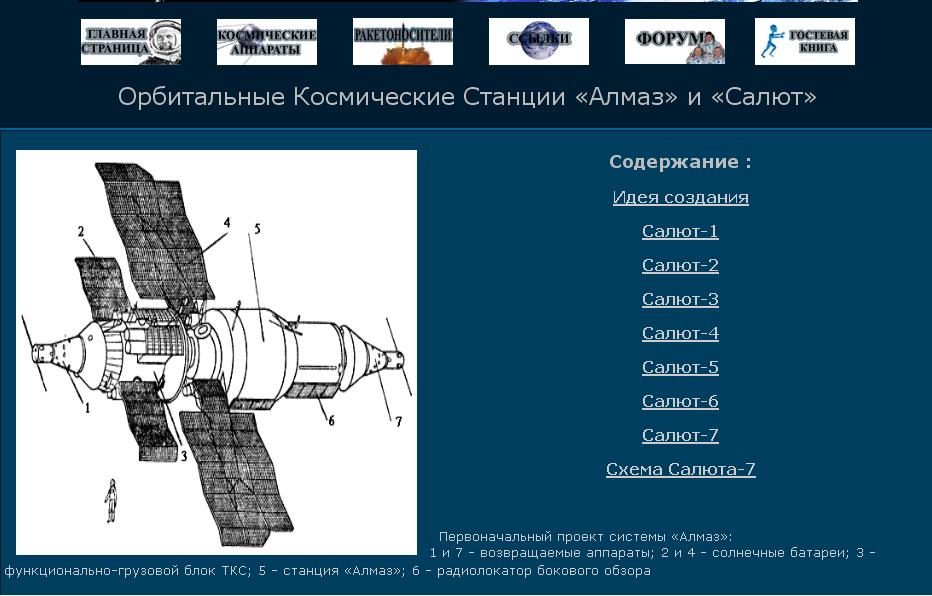 ГЛАВНАЯ
СТРАНИЦА
КОСМИЧЕСКИЕ
АППАРАТЫ
РАКЕТОНОСИТЕЛИ
ССЫЛКИ
ФОРУМ
ГОСТЕВАЯ
КНИГА
Орбитальные Космические Станции «Алмаз» и «Салют»
2
4
5
1
3
6
7
Содержание :
Идея создания
Салют-1
Салют-2
Салют-3
Салют-4
Салют-5
Салют-6
Салют-7
Схема Салюта-7
Первоначальный проект системы «Алмаз»:
1 и 7 – возвращаемые аппараты; 2 и 4 – солнечные батареи; 3 –
функционально-грузовой блок ТКС; 5 – станция «Алмаз»; 6 – радиолокатор бокового обзора